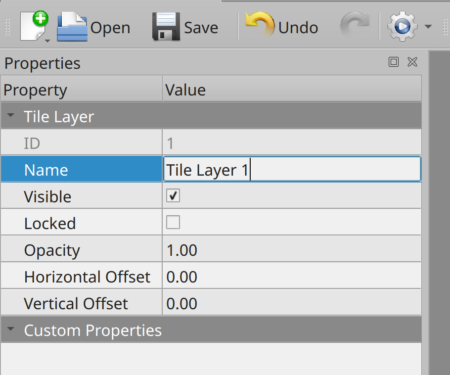 Open Save Undo
Properties
Property Value
Tile Layer
ID 1
Name Tile Layer 1
Visible
Locked
Opacity 1.00
Horizontal Offset 0.00
Vertical Offset 0.00
Custom Properties